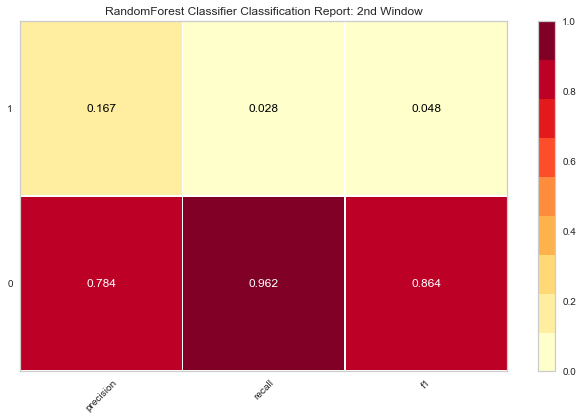 RandomForest Classifier Classification Report: 2nd Window
1 0.167 0.028 0.048
0 0.784 0.962 0.864
precision recall f1
1.0
0.8
0.6
0.4
0.2
0.0